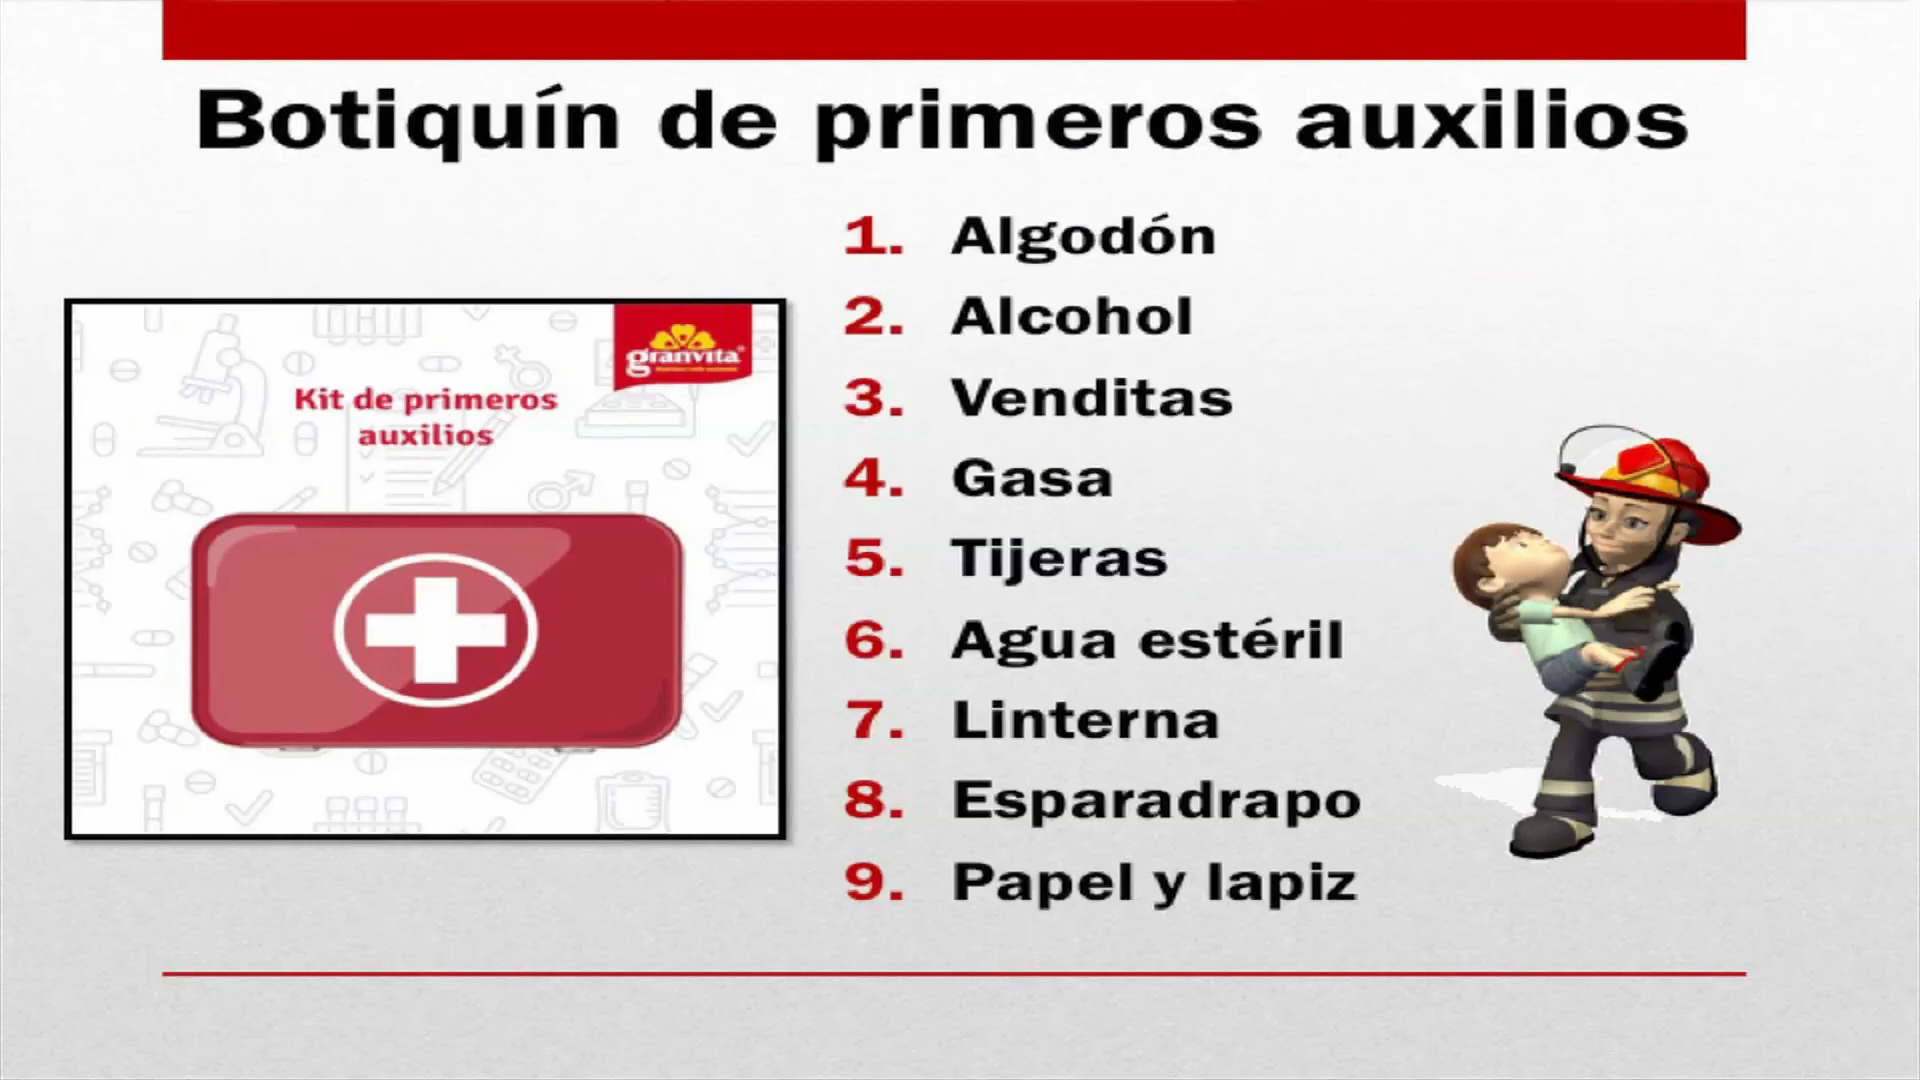 Botiquín de primeros auxilios
granvita
Kit de primeros
auxilios
1. Algodón
2. Alcohol
3. Venditas
4. Gasa
5. Tijeras
6. Agua estéril
7. Linterna
8. Esparadrapo
9. Papel y lapiz